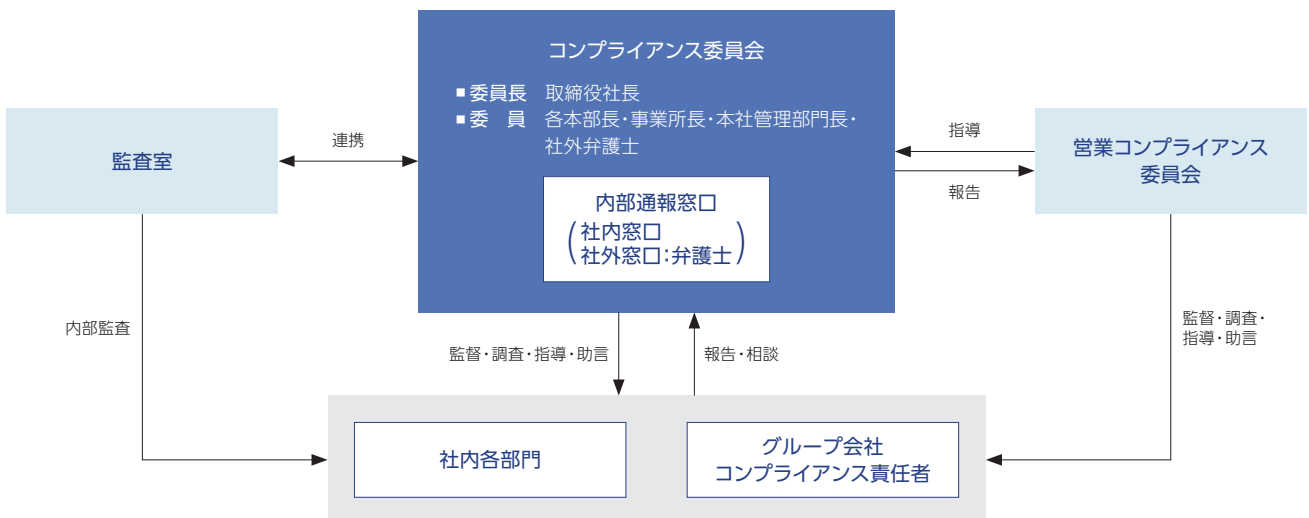 コンプライアンス委員会
■ 委員長 取締役社長
■ 委　員 各本部長・事業所長・本社管理部門長・
社外弁護士
監査室
連携
指導
報告
営業コンプライアンス
委員会
内部通報窓口
(社内窓口
社外窓口:弁護士)
内部監査
監督・調査・指導・助言
報告・相談
監督・調査・
指導・助言
社内各部門
グループ会社
コンプライアンス責任者